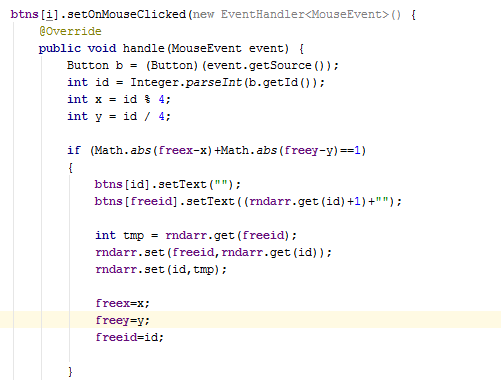 btns[i].setOnMouseClicked(new EventHandler<MouseEvent>() {
@Override
public void handle(MouseEvent event) {
Button b = (Button)(event.getSource());
int id = Integer.parseInt(b.getId());
int x = id % 4;
int y = id / 4;
if (Math.abs(freex-x)+Math.abs(freey-y)==1)
{
btns[id].setText("");
btns[freeid].setText((rndarr.get(id)+1)+"");
int tmp = rndarr.get(freeid);
rndarr.set(freeid,rndarr.get(id));
rndarr.set(id,tmp);
freex=x;
freey=y;
freeid=id;
}